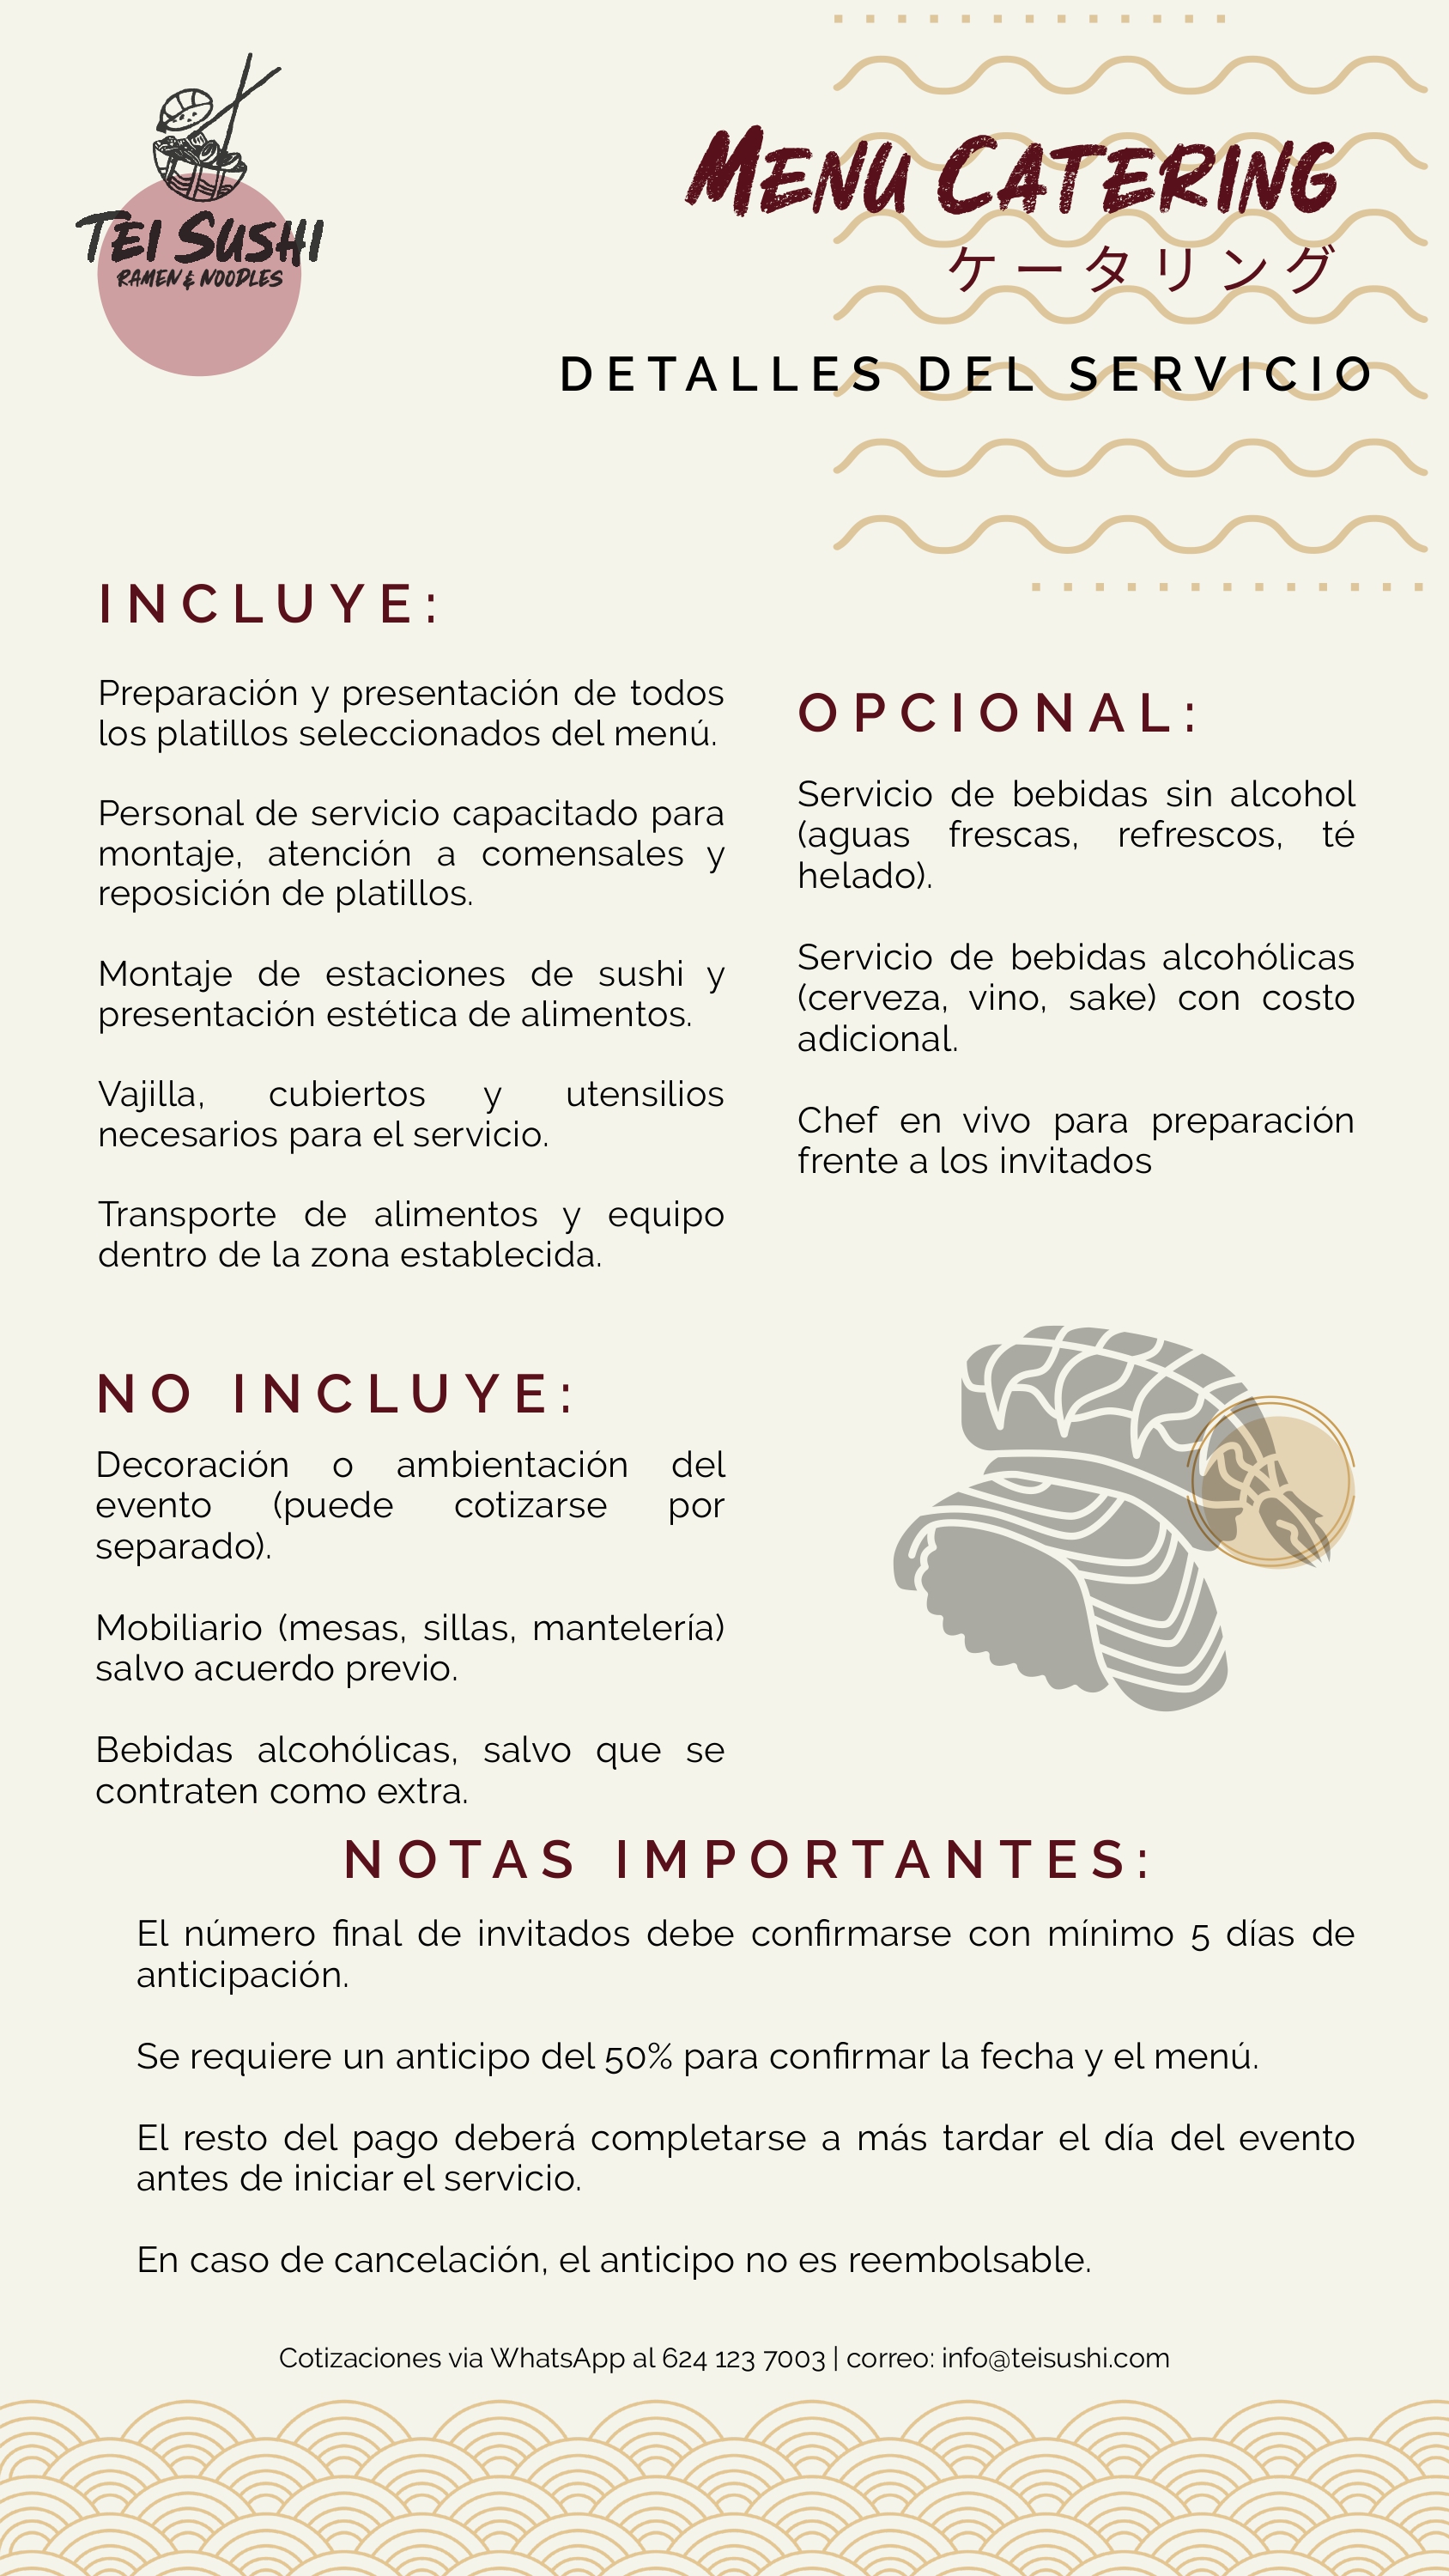 TEI SUSHI
RAMEN & NOODLES
MENU CATERING
ケータリング
DETALLES DEL SERVICIO
INCLUYE:
Preparación y presentación de todos
los platillos seleccionados del menú.
Personal de servicio capacitado para
montaje, atención a comensales y
reposición de platillos.
Montaje de estaciones de sushi y
presentación estética de alimentos.
Vajilla, cubiertos y utensilios
necesarios para el servicio.
Transporte de alimentos y equipo
dentro de la zona establecida.
OPCIONAL:
Servicio de bebidas sin alcohol
(aguas frescas, refrescos, té
helado).
Servicio de bebidas alcohólicas
(cerveza, vino, sake) con costo
adicional.
Chef en vivo para preparación
frente a los invitados
NO INCLUYE:
Decoración o ambientación del
evento (puede cotizarse por
separado).
Mobiliario (mesas, sillas, mantelería)
salvo acuerdo previo.
Bebidas alcohólicas, salvo que se
contraten como extra.
NOTAS IMPORTANTES:
El número final de invitados debe confirmarse con mínimo 5 días de
anticipación.
Se requiere un anticipo del 50% para confirmar la fecha y el menú.
El resto del pago deberá completarse a más tardar el día del evento
antes de iniciar el servicio.
En caso de cancelación, el anticipo no es reembolsable.
Cotizaciones via WhatsApp al 624 123 7003 | correo: info@teisushi.com